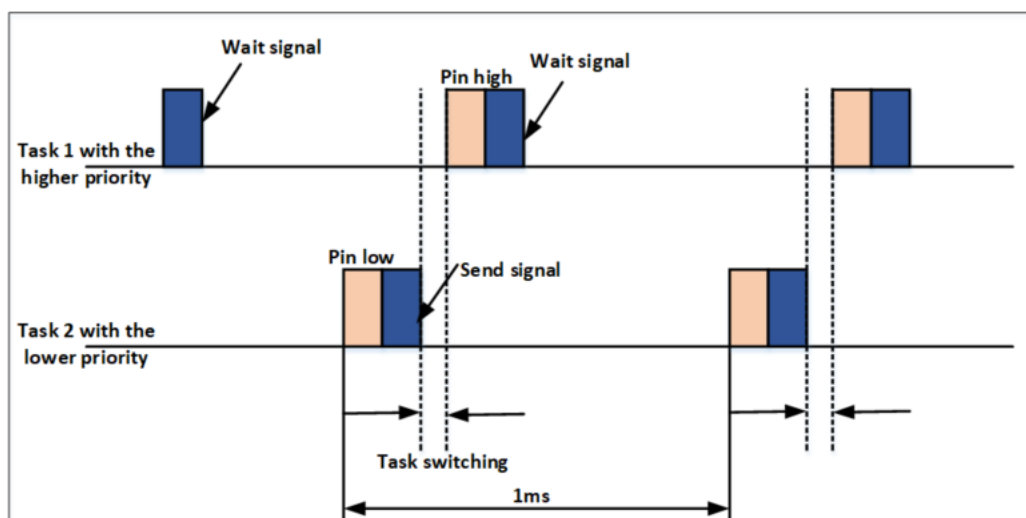 Wait signal
Pin high
Wait signal
Task 1 with the
higher priority
Pin low
Send signal
Task 2 with the
lower priority
Task switching
1ms